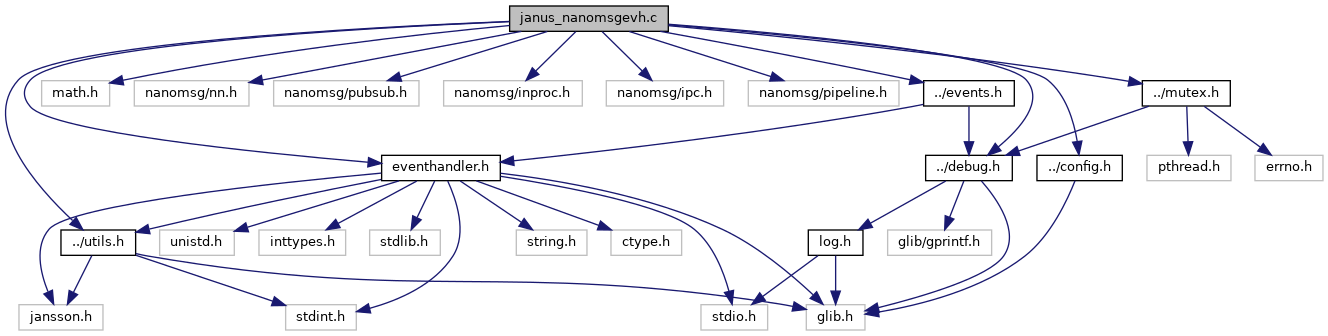 janus_nanomsgevh.c
math.h
nanomsg/nn.h
nanomsg/pubsub.h
nanomsg/inproc.h
nanomsg/ipc.h
nanomsg/pipeline.h
../events.h
../mutex.h
eventhandler.h
../debug.h
../config.h
pthread.h
errno.h
../utils.h
unistd.h
inttypes.h
stdlib.h
string.h
ctype.h
log.h
glib/gprintf.h
jansson.h
stdint.h
stdio.h
glib.h